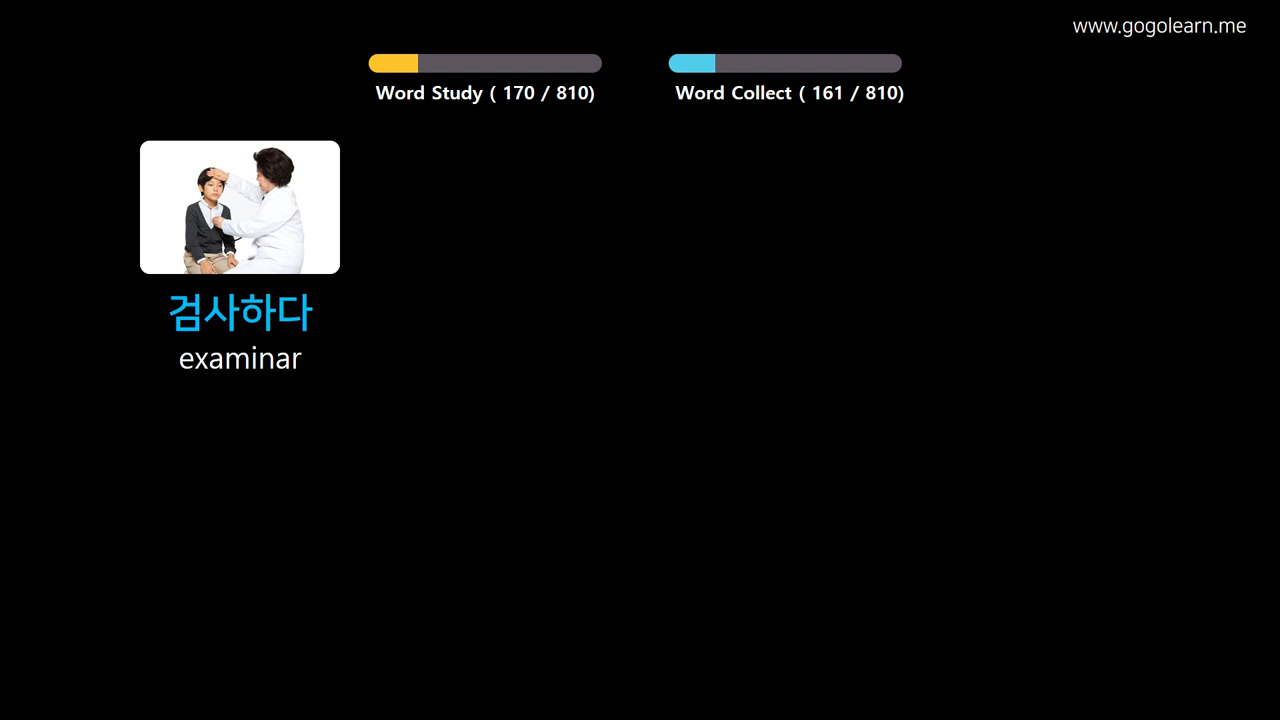 www.gogolearn.me
Word Study ( 170 / 810)
Word Collect ( 161 / 810)
검사하다
examinar